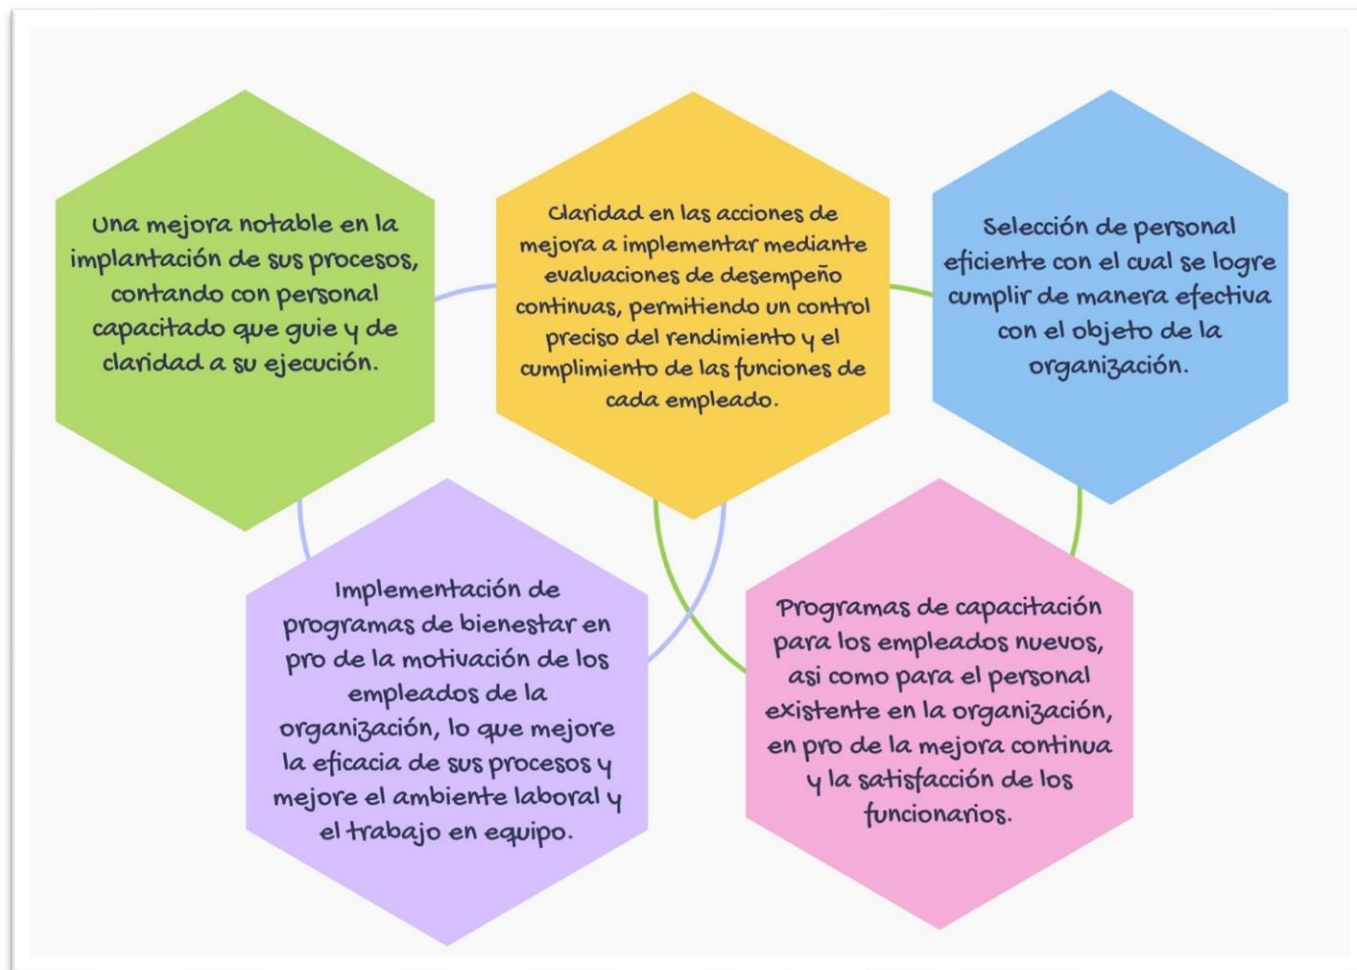 Una mejora notable en la
implantación de sus procesos,
contando con personal
capacitado que guie y de
claridad a su ejecución.
Claridad en las acciones de
mejora a implementar mediante
evaluaciones de desempeño
continuas, permitiendo un control
preciso del rendimiento y el
cumplimiento de las funciones de
cada empleado.
Selección de personal
eficiente con el cual se logre
cumplir de manera efectiva
con el objeto de la
organización.
Implementación de
programas de bienestar en
pro de la motivación de los
empleados de la
organización, lo que mejore
la eficacia de sus procesos y
mejore el ambiente laboral y
el trabajo en equipo.
Programas de capacitación
para los empleados nuevos,
asi como para el personal
existente en la organización,
en pro de la mejora continua
y la satisfacción de los
funcionarios.